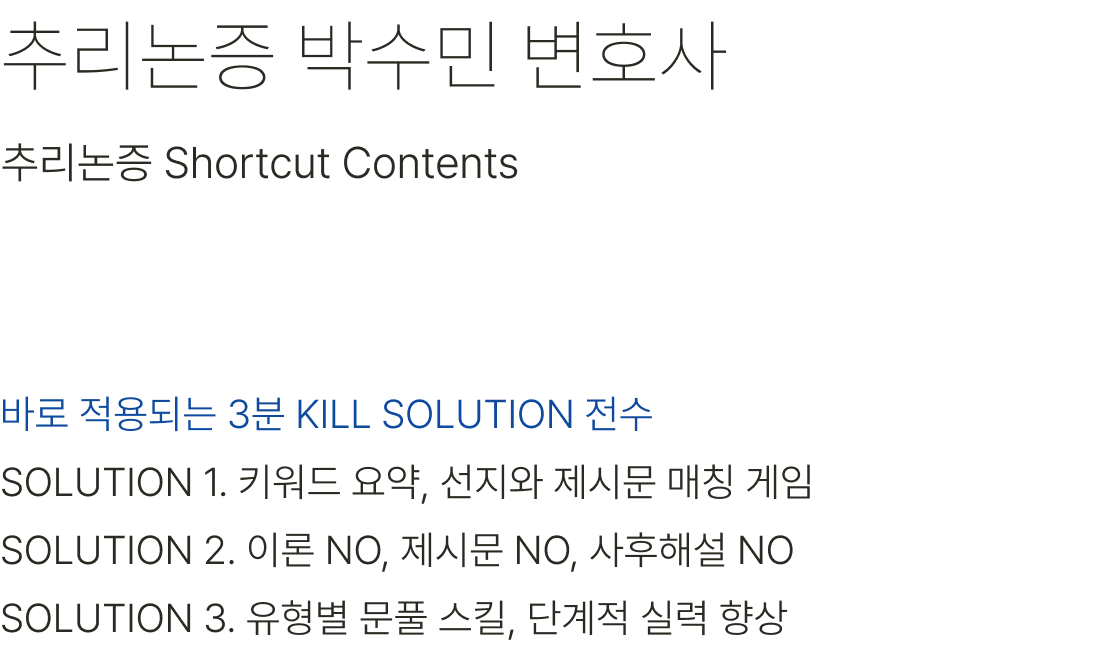 추리논증 박수민 변호사
추리논증 Shortcut Contents
바로 적용되는 3분 KILL SOLUTION 전수
SOLUTION 1. 키워드 요약, 선지와 제시문 매칭 게임
SOLUTION 2. 이론 NO, 제시문 NO, 사후해설 NO
SOLUTION 3. 유형별 문풀 스킬, 단계적 실력 향상